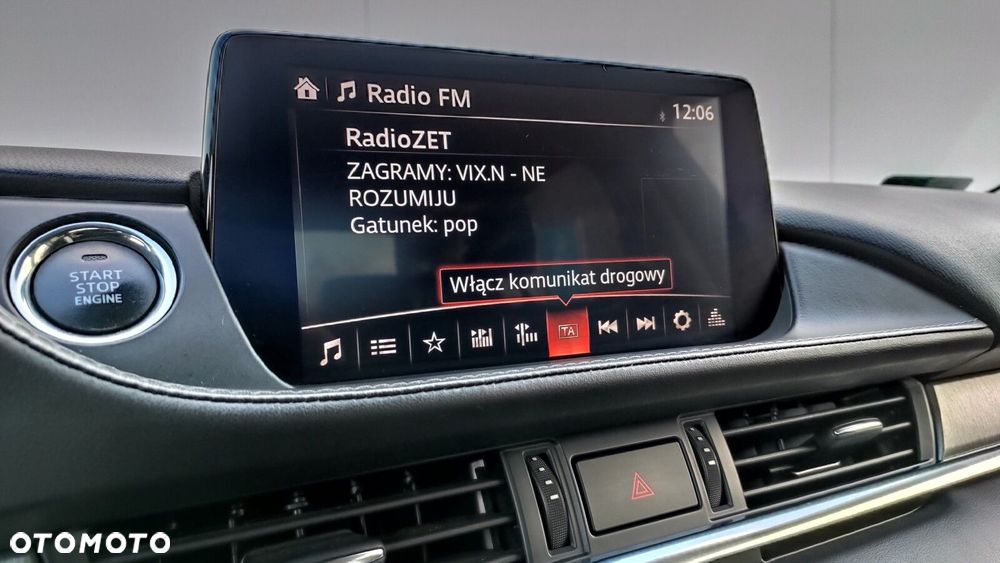 Radio FM
12:06
RadioZET
ZAGRAMY: VIX.N - NE
ROZUMIJU
Gatunek: pop
Włącz komunikat drogowy
TA
START
STOP
ENGINE
OTOMOTO